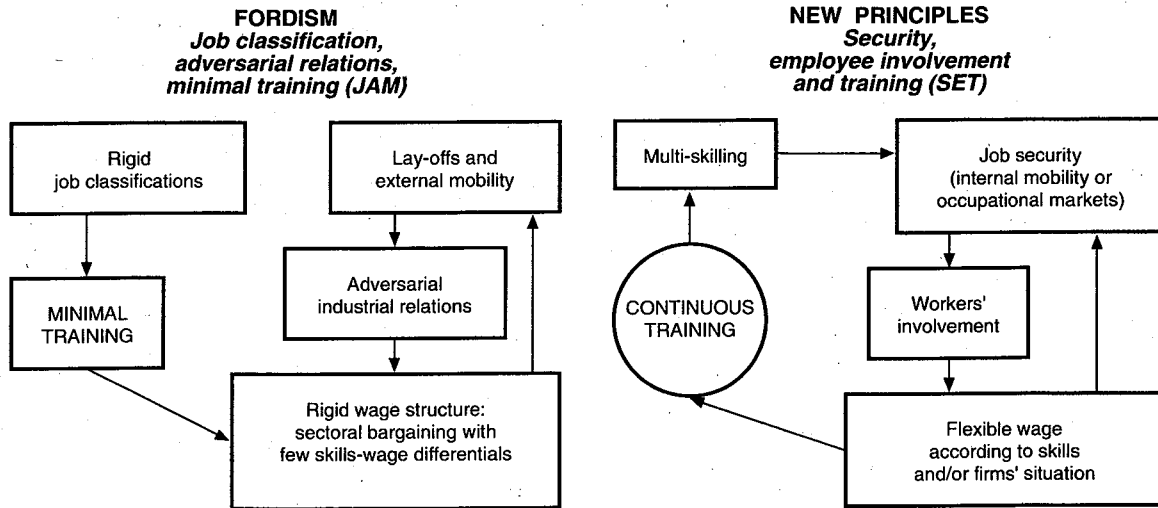 FORDISM
Job classification,
adversarial relations,
minimal training (JAM)
Rigid
job classifications
Lay-offs and
external mobility
MINIMAL
TRAINING
Adversarial
industrial relations
Rigid wage structure:
sectoral bargaining with
few skills-wage differentials
NEW PRINCIPLES
Security,
employee involvement
and training (SET)
Multi-skilling
Job security
(internal mobility or
occupational markets)
CONTINUOUS
TRAINING
Workers'
involvement
Flexible wage
according to skills
and/or firms' situation